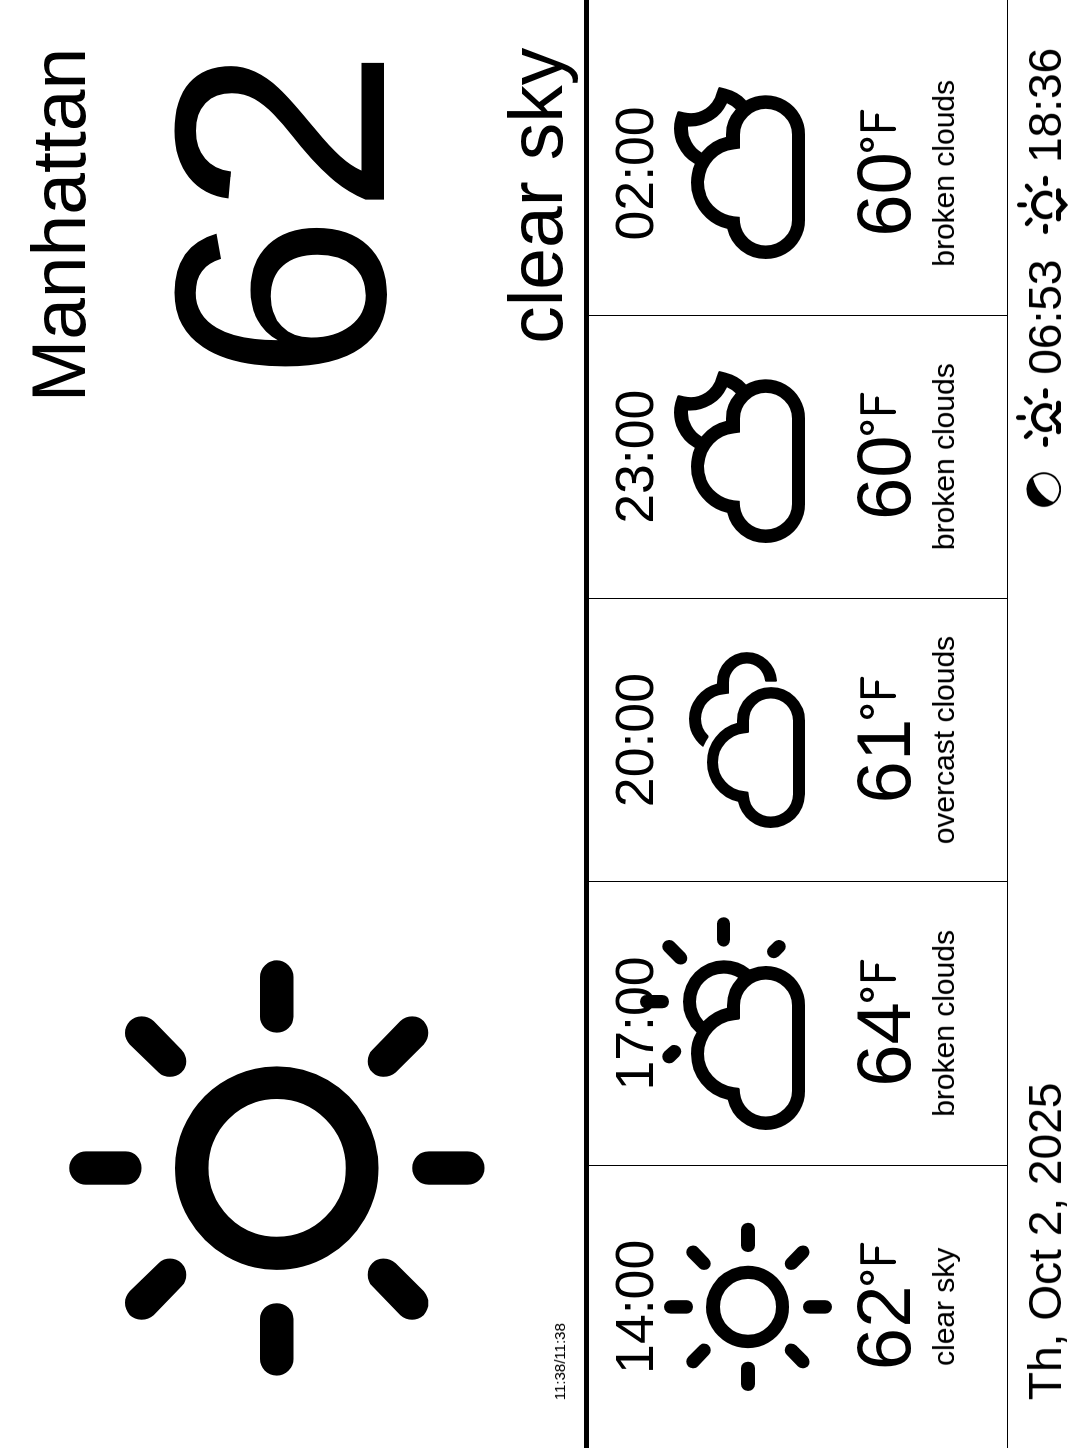 Manhattan
62
clear sky
11:38/11:38
14:00
62°F
clear sky
17:00
64°F
broken clouds
20:00
61°F
overcast clouds
23:00
60°F
broken clouds
02:00
60°F
broken clouds
Th, Oct 2, 2025
06:53 18:36